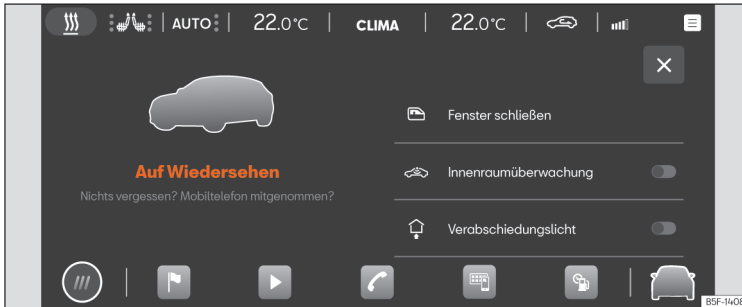 AUTO
22.0°C
CLIMA
22.0°C
Fenster schließen
Auf Wiedersehen
Innenraumüberwachung
Nichts vergessen? Mobiltelefon mitgenommen?
Verabschiedungslicht
B5F-1408